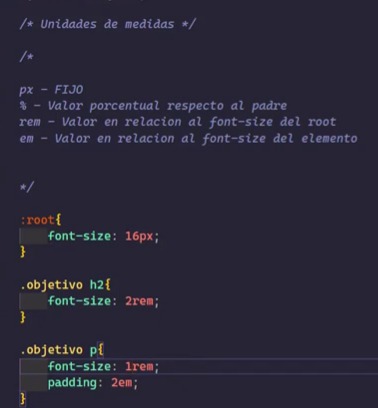 /* Unidades de medidas */
/*
px - FIJO
% - Valor porcentual respecto al padre
rem - Valor en relacion al font-size del root
em - Valor en relacion al font-size del elemento
*/
:root{
font-size: 16px;
}
.objetivo h2{
font-size: 2rem;
}
.objetivo p{
font-size: 1rem;
padding: 2em;
}